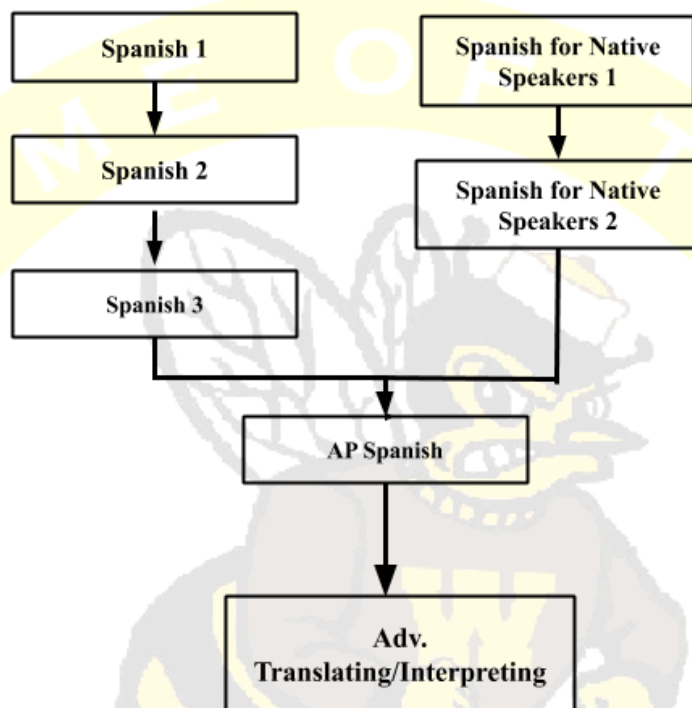 Spanish 1
Spanish for Native
Speakers 1
Spanish 2
Spanish for Native
Speakers 2
Spanish 3
AP Spanish
Adv.
Translating/Interpreting
M E O F T
W